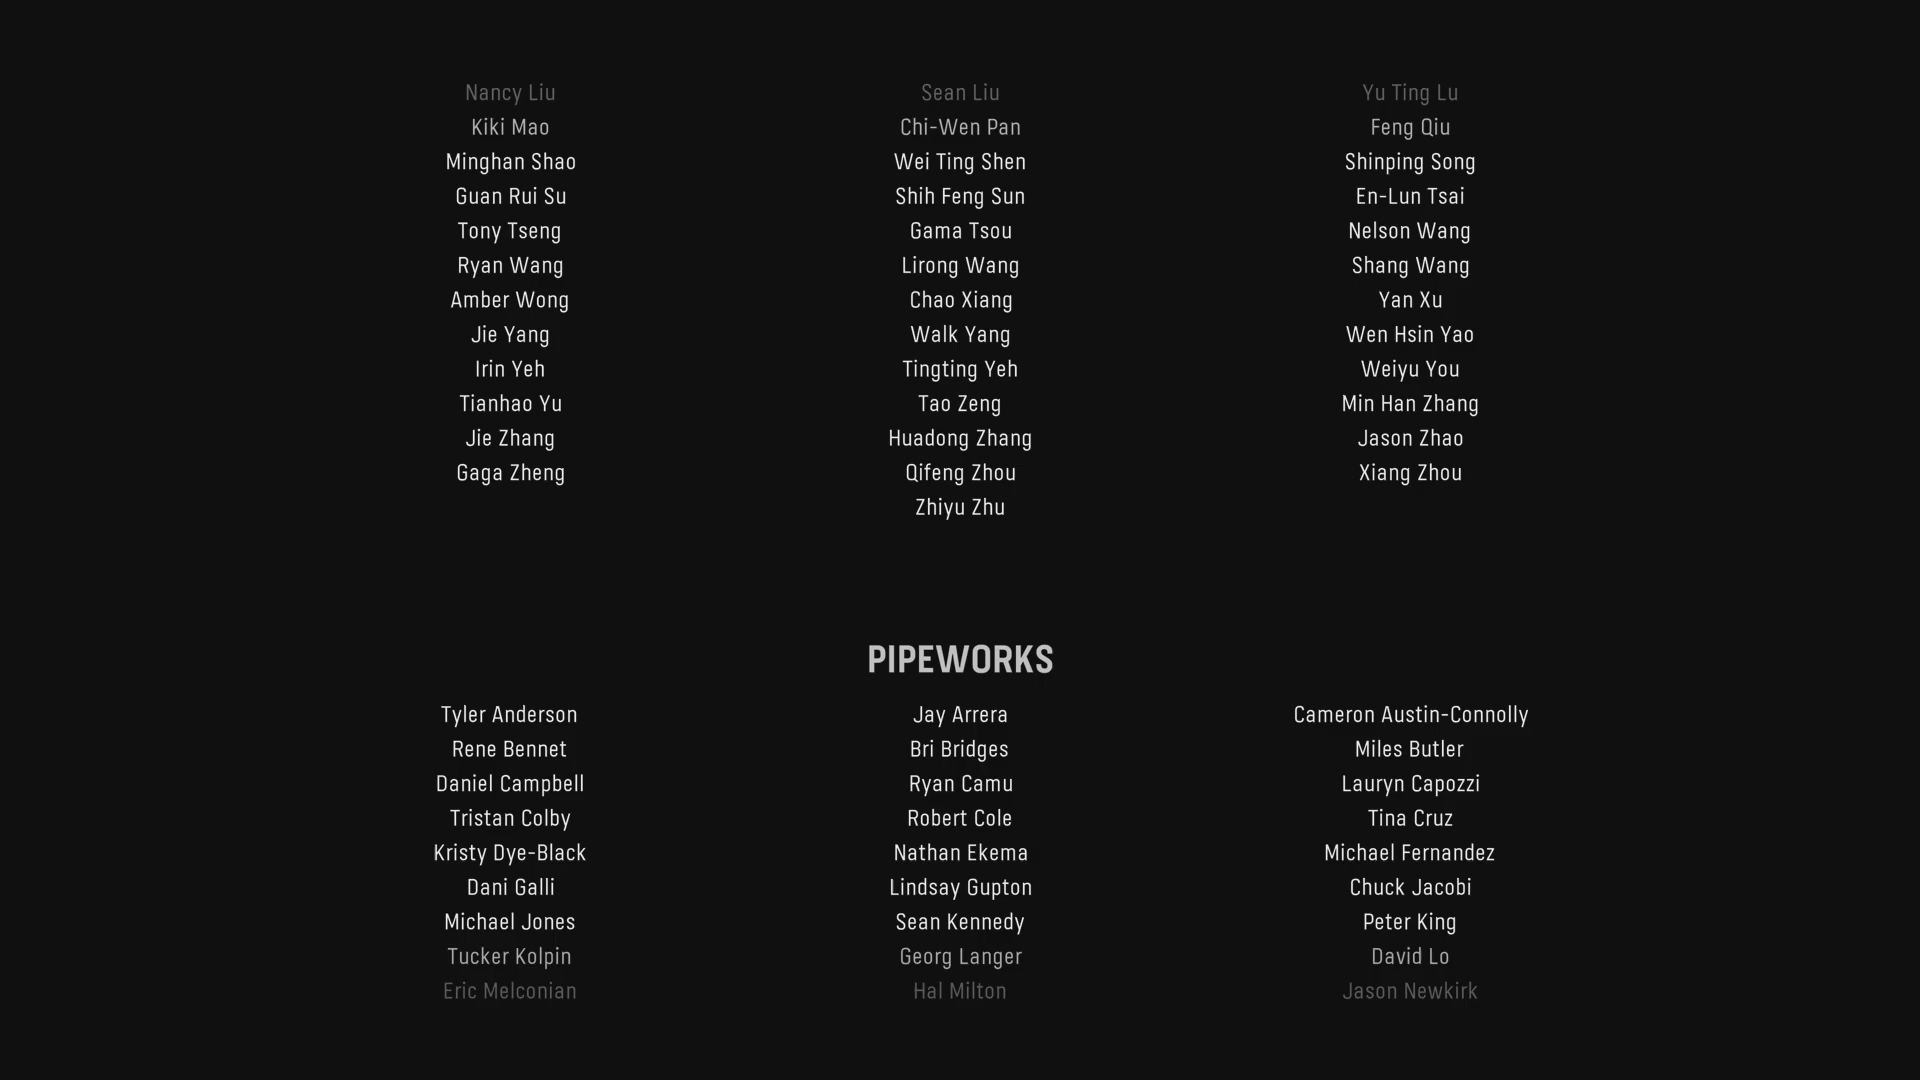 Nancy Liu Sean Liu Yu Ting Lu
Kiki Mao Chi-Wen Pan Feng Qiu
Minghan Shao Wei Ting Shen Shinping Song
Guan Rui Su Shih Feng Sun En-Lun Tsai
Tony Tseng Gama Tsou Nelson Wang
Ryan Wang Lirong Wang Shang Wang
Amber Wong Chao Xiang Yan Xu
Jie Yang Walk Yang Wen Hsin Yao
Irin Yeh Tingting Yeh Weiyu You
Tianhao Yu Tao Zeng Min Han Zhang
Jie Zhang Huadong Zhang Jason Zhao
Gaga Zheng Qifeng Zhou Xiang Zhou
Zhiyu Zhu
PIPEWORKS
Tyler Anderson Jay Arrera Cameron Austin-Connolly
Rene Bennet Bri Bridges Miles Butler
Daniel Campbell Ryan Camu Lauryn Capozzi
Tristan Colby Robert Cole Tina Cruz
Kristy Dye-Black Nathan Ekema Michael Fernandez
Dani Galli Lindsay Gupton Chuck Jacobi
Michael Jones Sean Kennedy Peter King
Tucker Kolpin Georg Langer David Lo
Eric Melconian Hal Milton Jason Newkirk